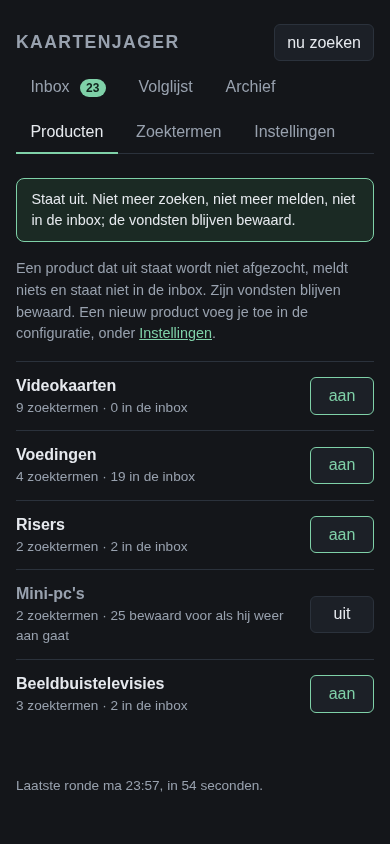 KAARTENJAGER
nu zoeken
Inbox 23 Volglijst Archief
Producten Zoektermen Instellingen
Staat uit. Niet meer zoeken, niet meer melden, niet
in de inbox; de vondsten blijven bewaard.
Een product dat uit staat wordt niet afgezocht, meldt
niets en staat niet in de inbox. Zijn vondsten blijven
bewaard. Een nieuw product voeg je toe in de
configuratie, onder Instellingen.
Videokaarten
9 zoektermen · 0 in de inbox
aan
Voedingen
4 zoektermen · 19 in de inbox
aan
Risers
2 zoektermen · 2 in de inbox
aan
Mini-pc's
2 zoektermen · 25 bewaard voor als hij weer
aan gaat
uit
Beeldbuistelevisies
3 zoektermen · 2 in de inbox
aan
Laatste ronde ma 23:57, in 54 seconden.